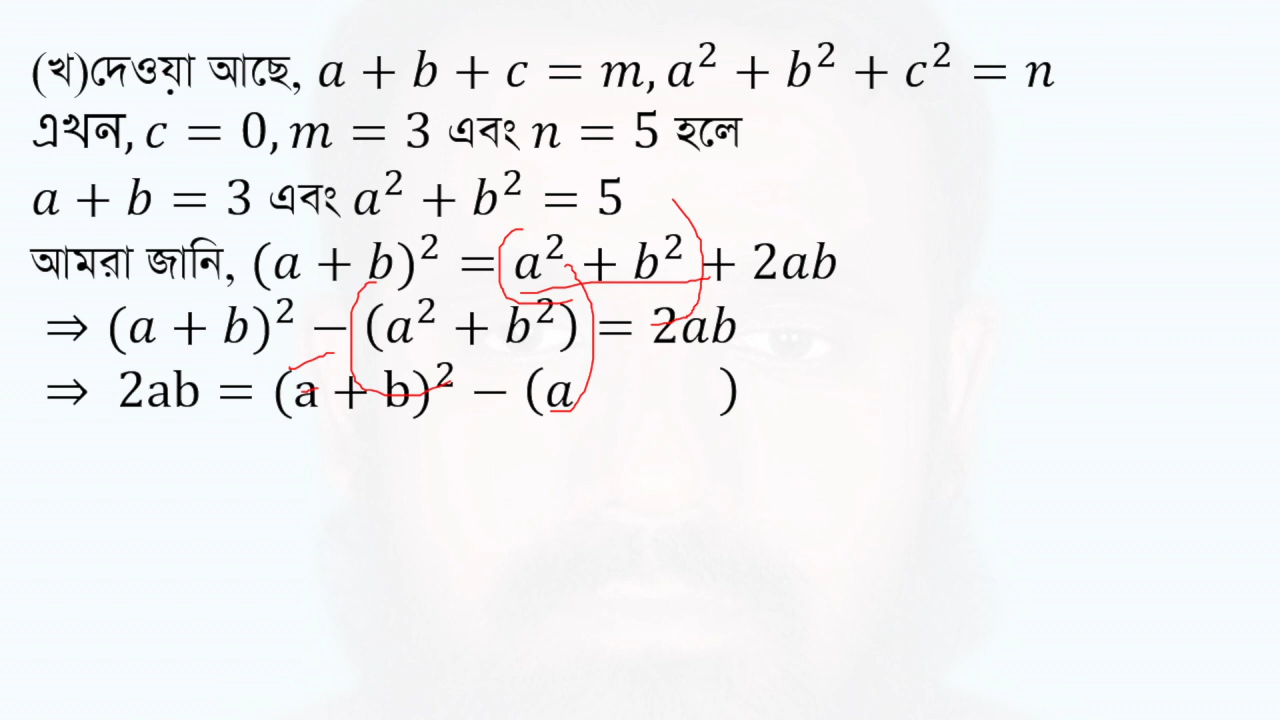 (খ)দেওয়া আছে, a + b + c = m, a² + b² + c² = n
এখন, c = 0, m = 3 এবং n = 5 হলে
a + b = 3 এবং a² + b² = 5
আমরা জানি, (a + b)² = a² + b² + 2ab
⇒ (a + b)² − (a² + b²) = 2ab
⇒ 2ab = (a + b)² − (a )